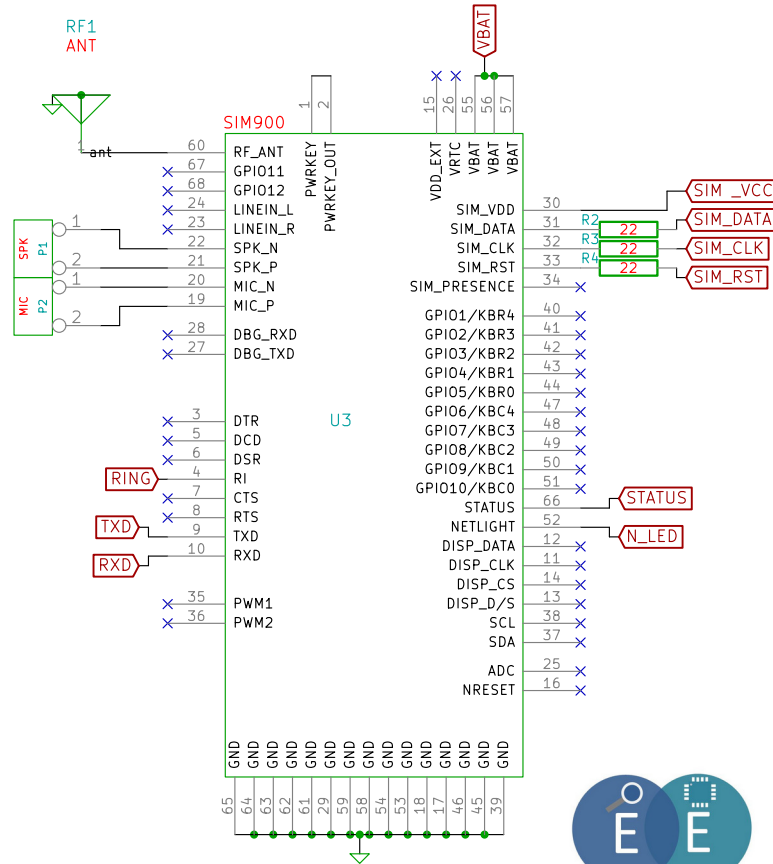 RF1
ANT
VBAT
SIM900
1
2
15
26
55
56
57
PWRKEY
PWRKEY_OUT
VDD_EXT
VRTC
VBAT
VBAT
VBAT
1 ant
60 RF_ANT
67 GPIO11
68 GPIO12
24 LINEIN_L
23 LINEIN_R
22 SPK_N
21 SPK_P
20 MIC_N
19 MIC_P
28 DBG_RXD
27 DBG_TXD
SPK P1 1
2
MIC P2 1
2
3 DTR
5 DCD
6 DSR
RING 4 RI
7 CTS
8 RTS
TXD 9 TXD
RXD 10 RXD
35 PWM1
36 PWM2
U3
SIM_VDD 30 SIM _VCC
SIM_DATA 31 R2 22 SIM_DATA
SIM_CLK 32 R3 22 SIM_CLK
SIM_RST 33 R4 22 SIM_RST
SIM_PRESENCE 34
GPIO1/KBR4 40
GPIO2/KBR3 41
GPIO3/KBR2 42
GPIO4/KBR1 43
GPIO5/KBR0 44
GPIO6/KBC4 47
GPIO7/KBC3 48
GPIO8/KBC2 49
GPIO9/KBC1 50
GPIO10/KBC0 51
STATUS 66 STATUS
NETLIGHT 52 N_LED
DISP_DATA 12
DISP_CLK 11
DISP_CS 14
DISP_D/S 13
SCL 38
SDA 37
ADC 25
NRESET 16
GND GND GND GND GND GND GND GND GND GND GND GND GND GND GND
65 64 63 62 61 29 59 58 54 53 18 17 46 45 39
E E